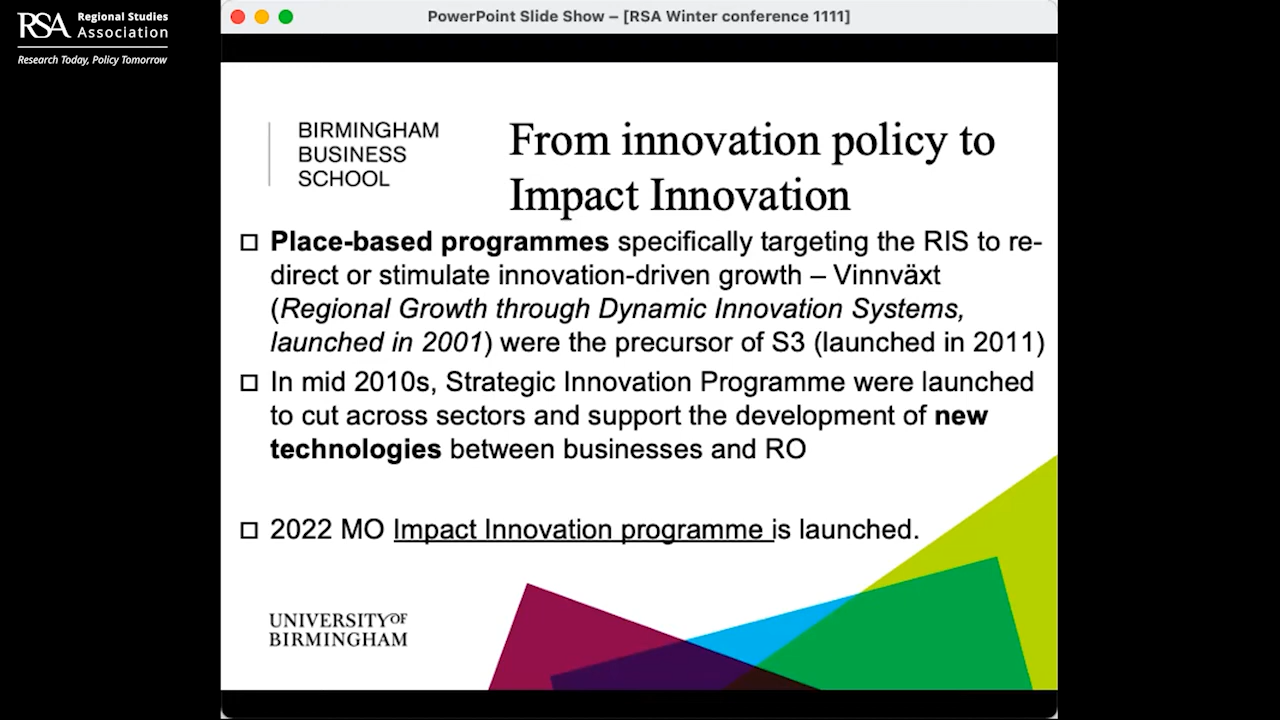 RSA Regional Studies Association
Research Today, Policy Tomorrow
PowerPoint Slide Show – [RSA Winter conference 1111]
BIRMINGHAM
BUSINESS
SCHOOL
From innovation policy to
Impact Innovation
Place-based programmes specifically targeting the RIS to re-
direct or stimulate innovation-driven growth – Vinnväxt
(Regional Growth through Dynamic Innovation Systems,
launched in 2001) were the precursor of S3 (launched in 2011)
In mid 2010s, Strategic Innovation Programme were launched
to cut across sectors and support the development of new
technologies between businesses and RO
2022 MO Impact Innovation programme is launched.
UNIVERSITY OF
BIRMINGHAM